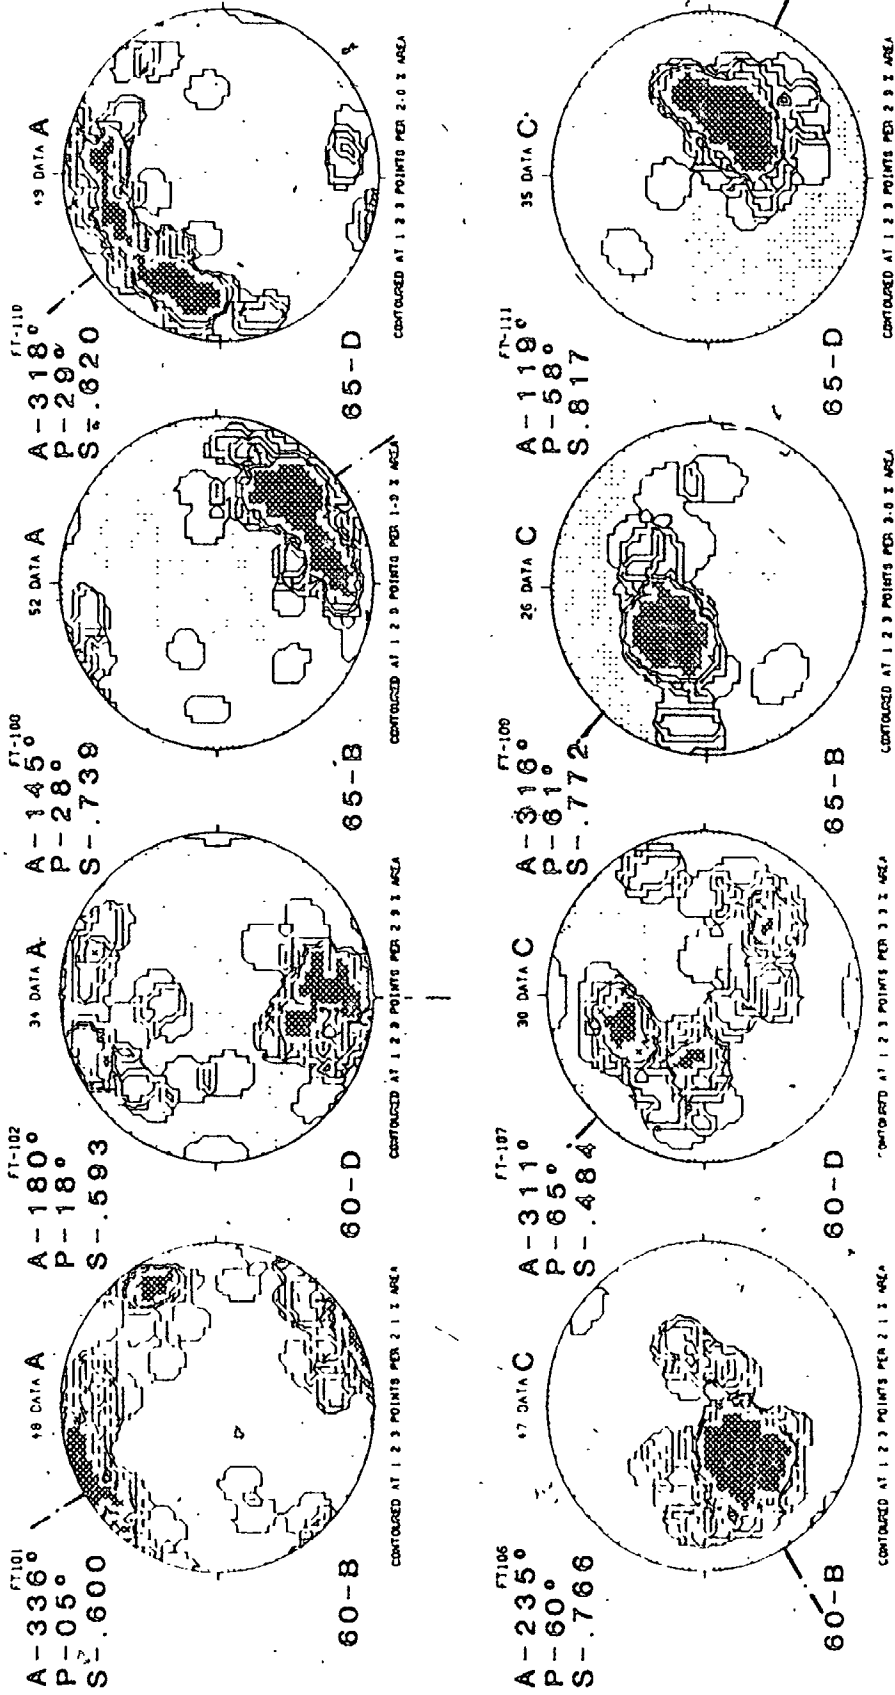 FT101
A-336°
P-05°
S-.600
48 DATA A
60-B
CONTOURED AT 1 2 3 POINTS PER 2.1 % AREA
FT-102
A-180°
P-18°
S-.593
34 DATA A
60-D
CONTOURED AT 1 2 3 POINTS PER 2.9 % AREA
FT-108
A-145°
P-28°
S-.739
52 DATA A
65-B
CONTOURED AT 1 2 3 POINTS PER 1.9 % AREA
FT-110
A-318°
P-29°
S-.620
49 DATA A
65-D
CONTOURED AT 1 2 3 POINTS PER 2.0 % AREA
FT106
A-235°
P-60°
S-.766
47 DATA C
60-B
CONTOURED AT 1 2 3 POINTS PER 2.1 % AREA
FT-107
A-311°
P-65°
S-.484
30 DATA C
60-D
CONTOURED AT 1 2 3 POINTS PER 3.3 % AREA
FT-109
A-316°
P-61°
S-.772
26 DATA C
65-B
CONTOURED AT 1 2 3 POINTS PER 3.8 % AREA
FT-111
A-119°
P-58°
S.817
35 DATA C
65-D
CONTOURED AT 1 2 3 POINTS PER 2.9 % AREA